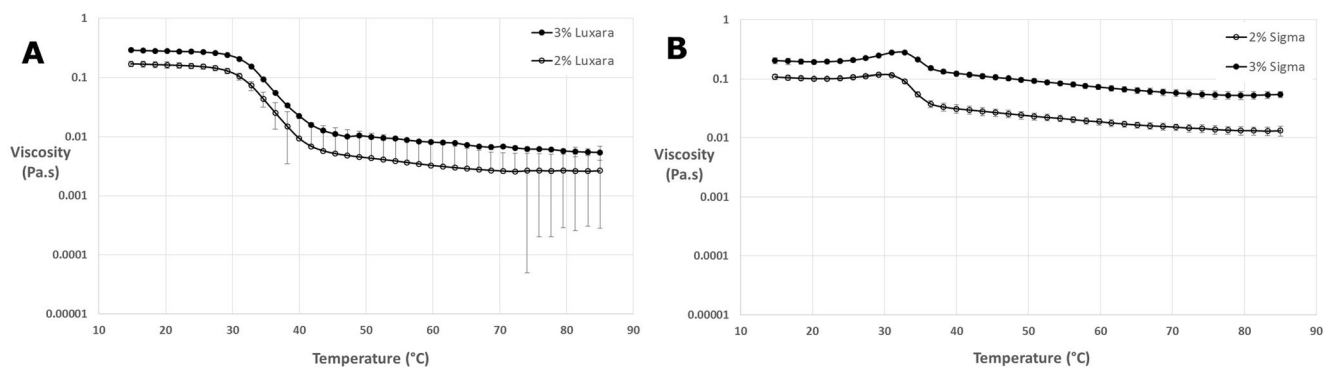 A
3% Luxara
2% Luxara
1
0.1
0.01
0.001
0.0001
0.00001
Viscosity
(Pa.s)
10 20 30 40 50 60 70 80 90
Temperature (°C)
B
2% Sigma
3% Sigma
1
0.1
0.01
0.001
0.0001
0.00001
Viscosity
(Pa.s)
10 20 30 40 50 60 70 80 90
Temperature (°C)